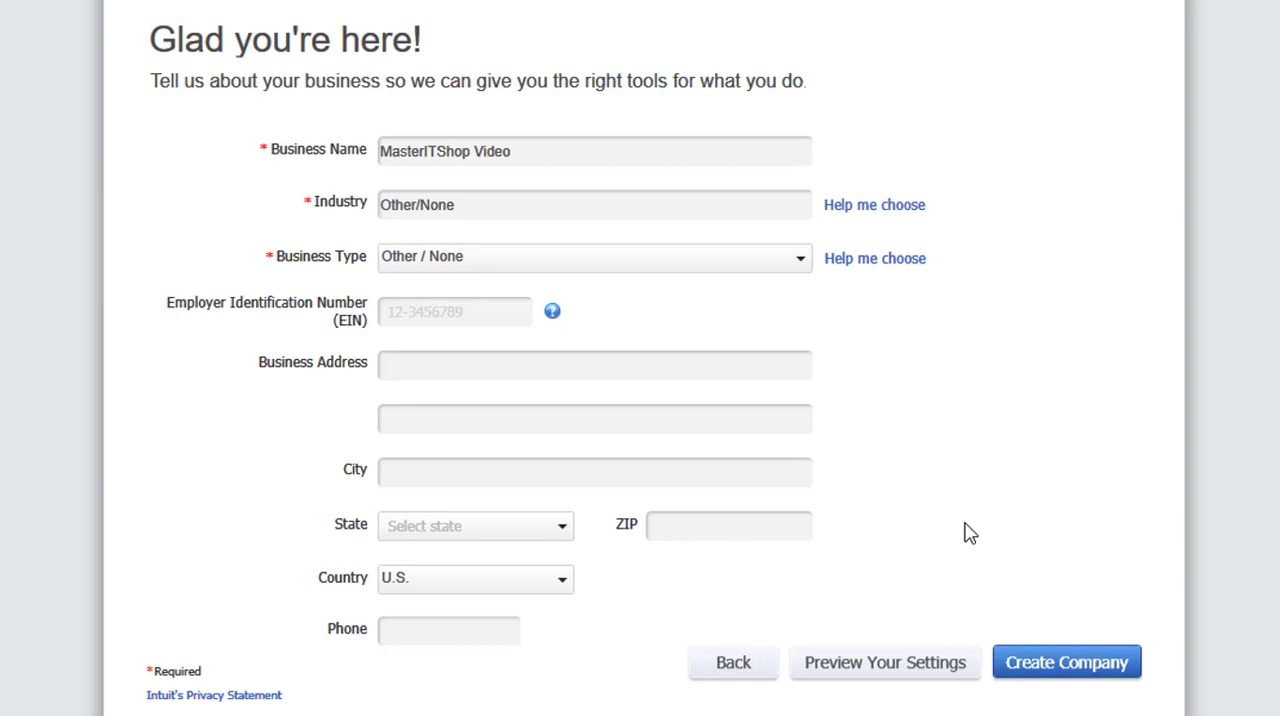 Glad you're here!
Tell us about your business so we can give you the right tools for what you do.
* Business Name MasterITShop Video
* Industry Other/None Help me choose
* Business Type Other / None Help me choose
Employer Identification Number
(EIN) 12-3456789 ?
Business Address
City
State Select state ZIP
Country U.S.
Phone
Back Preview Your Settings Create Company
*Required
Intuit's Privacy Statement